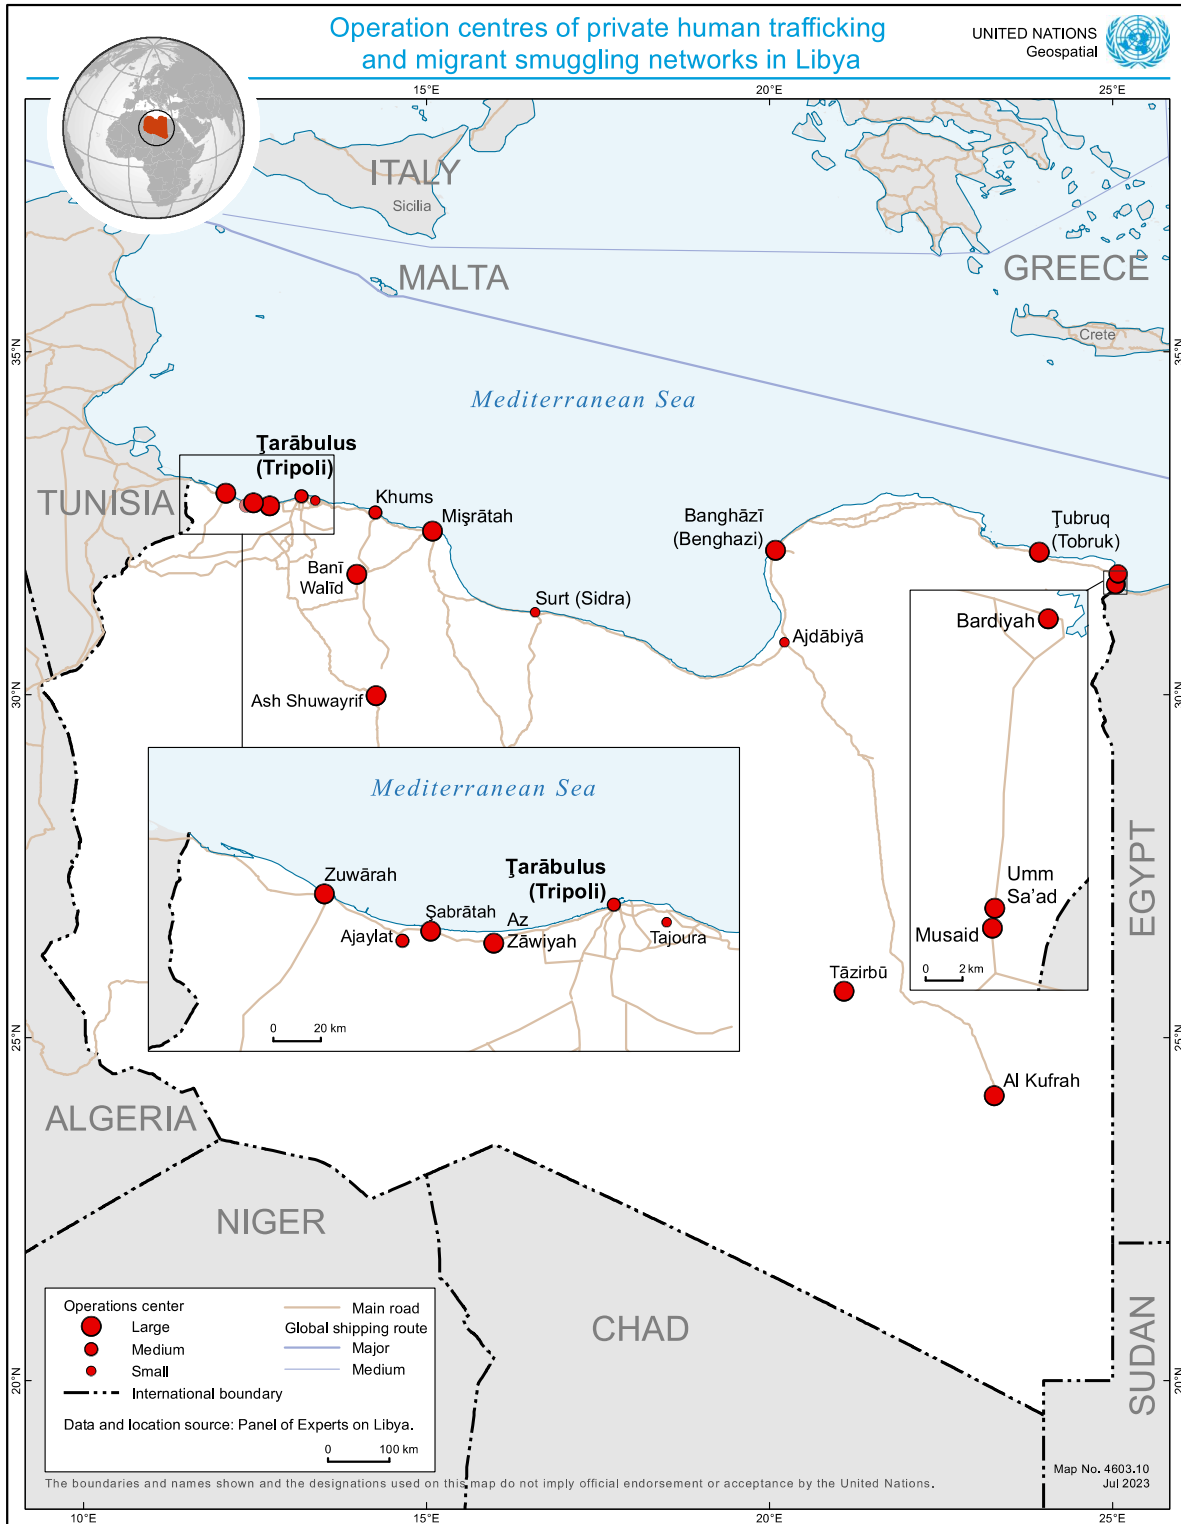 Operation centres of private human trafficking
and migrant smuggling networks in Libya
UNITED NATIONS
Geospatial
15°E
20°E
25°E
ITALY
Sicilia
MALTA
GREECE
Crete
35°N
35°N
Mediterranean Sea
TUNISIA
Ţarābulus
(Tripoli)
Khums
Mişrātah
Banī
Walīd
Surt (Sidra)
Banghāzī
(Benghazi)
Ţubruq
(Tobruk)
Ajdābiyā
Ash Shuwayrif
30°N
30°N
Bardiyah
Umm
Sa'ad
Musaid
0 2 km
Mediterranean Sea
Zuwārah
Ţarābulus
(Tripoli)
Şabrātah
Az
Zāwiyah
Ajaylat
Tajoura
0 20 km
EGYPT
Tāzirbū
Al Kufrah
25°N
25°N
ALGERIA
NIGER
CHAD
SUDAN
20°N
20°N
Operations center
Large
Medium
Small
International boundary
Main road
Global shipping route
Major
Medium
Data and location source: Panel of Experts on Libya.
0 100 km
The boundaries and names shown and the designations used on this map do not imply official endorsement or acceptance by the United Nations.
Map No. 4603.10
Jul 2023
10°E
15°E
20°E
25°E